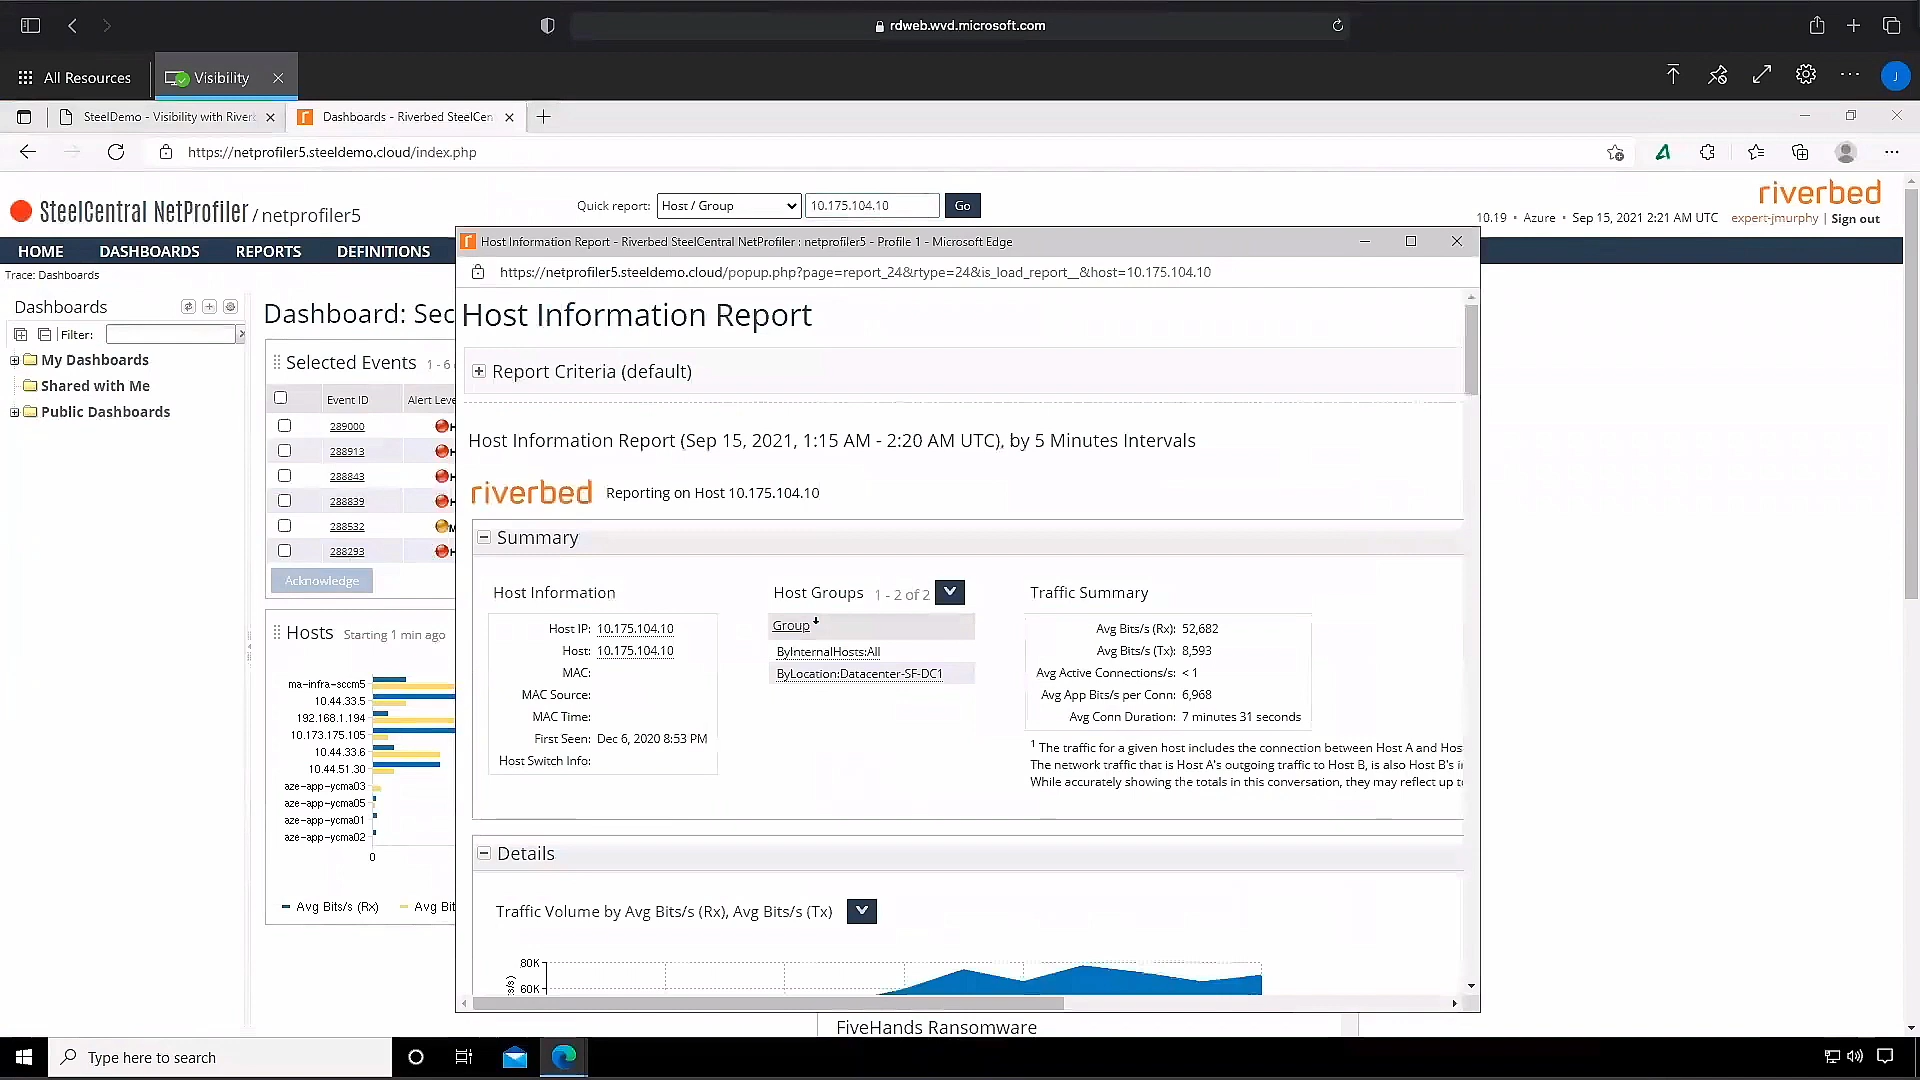 rdweb.wvd.microsoft.com
All Resources
Visibility
J
SteelDemo - Visibility with Riverb
Dashboards - Riverbed SteelCen
https://netprofiler5.steeldemo.cloud/index.php
SteelCentral NetProfiler / netprofiler5
Quick report:
Host / Group
10.175.104.10
Go
riverbed
10.19 • Azure • Sep 15, 2021 2:21 AM UTC
expert-jmurphy | Sign out
HOME
DASHBOARDS
REPORTS
DEFINITIONS
Trace: Dashboards
Dashboards
Filter:
My Dashboards
Shared with Me
Public Dashboards
Dashboard: Sec
Selected Events 1 - 6
Event ID
Alert Leve
289000
288913
288843
288839
288532
288293
Acknowledge
Hosts Starting 1 min ago
ma-infra-sccm5
10.44.33.5
192.168.1.194
10.173.175.105
10.44.33.6
10.44.51.30
aze-app-ycma03
aze-app-ycma05
aze-app-ycma01
aze-app-ycma02
0
Avg Bits/s (Rx)
Avg Bit
Host Information Report - Riverbed SteelCentral NetProfiler : netprofiler5 - Profile 1 - Microsoft Edge
https://netprofiler5.steeldemo.cloud/popup.php?page=report_24&rtype=24&is_load_report__&host=10.175.104.10
Host Information Report
Report Criteria (default)
Host Information Report (Sep 15, 2021, 1:15 AM - 2:20 AM UTC), by 5 Minutes Intervals
riverbed Reporting on Host 10.175.104.10
Summary
Host Information
Host IP: 10.175.104.10
Host: 10.175.104.10
MAC:
MAC Source:
MAC Time:
First Seen: Dec 6, 2020 8:53 PM
Host Switch Info:
Host Groups 1 - 2 of 2
Group
ByInternalHosts:All
ByLocation:Datacenter-SF-DC1
Traffic Summary
Avg Bits/s (Rx): 52,682
Avg Bits/s (Tx): 8,593
Avg Active Connections/s: < 1
Avg App Bits/s per Conn: 6,968
Avg Conn Duration: 7 minutes 31 seconds
1 The traffic for a given host includes the connection between Host A and Hos
The network traffic that is Host A's outgoing traffic to Host B, is also Host B's i
While accurately showing the totals in this conversation, they may reflect up t
Details
Traffic Volume by Avg Bits/s (Rx), Avg Bits/s (Tx)
80K
60K
FiveHands Ransomware
Type here to search